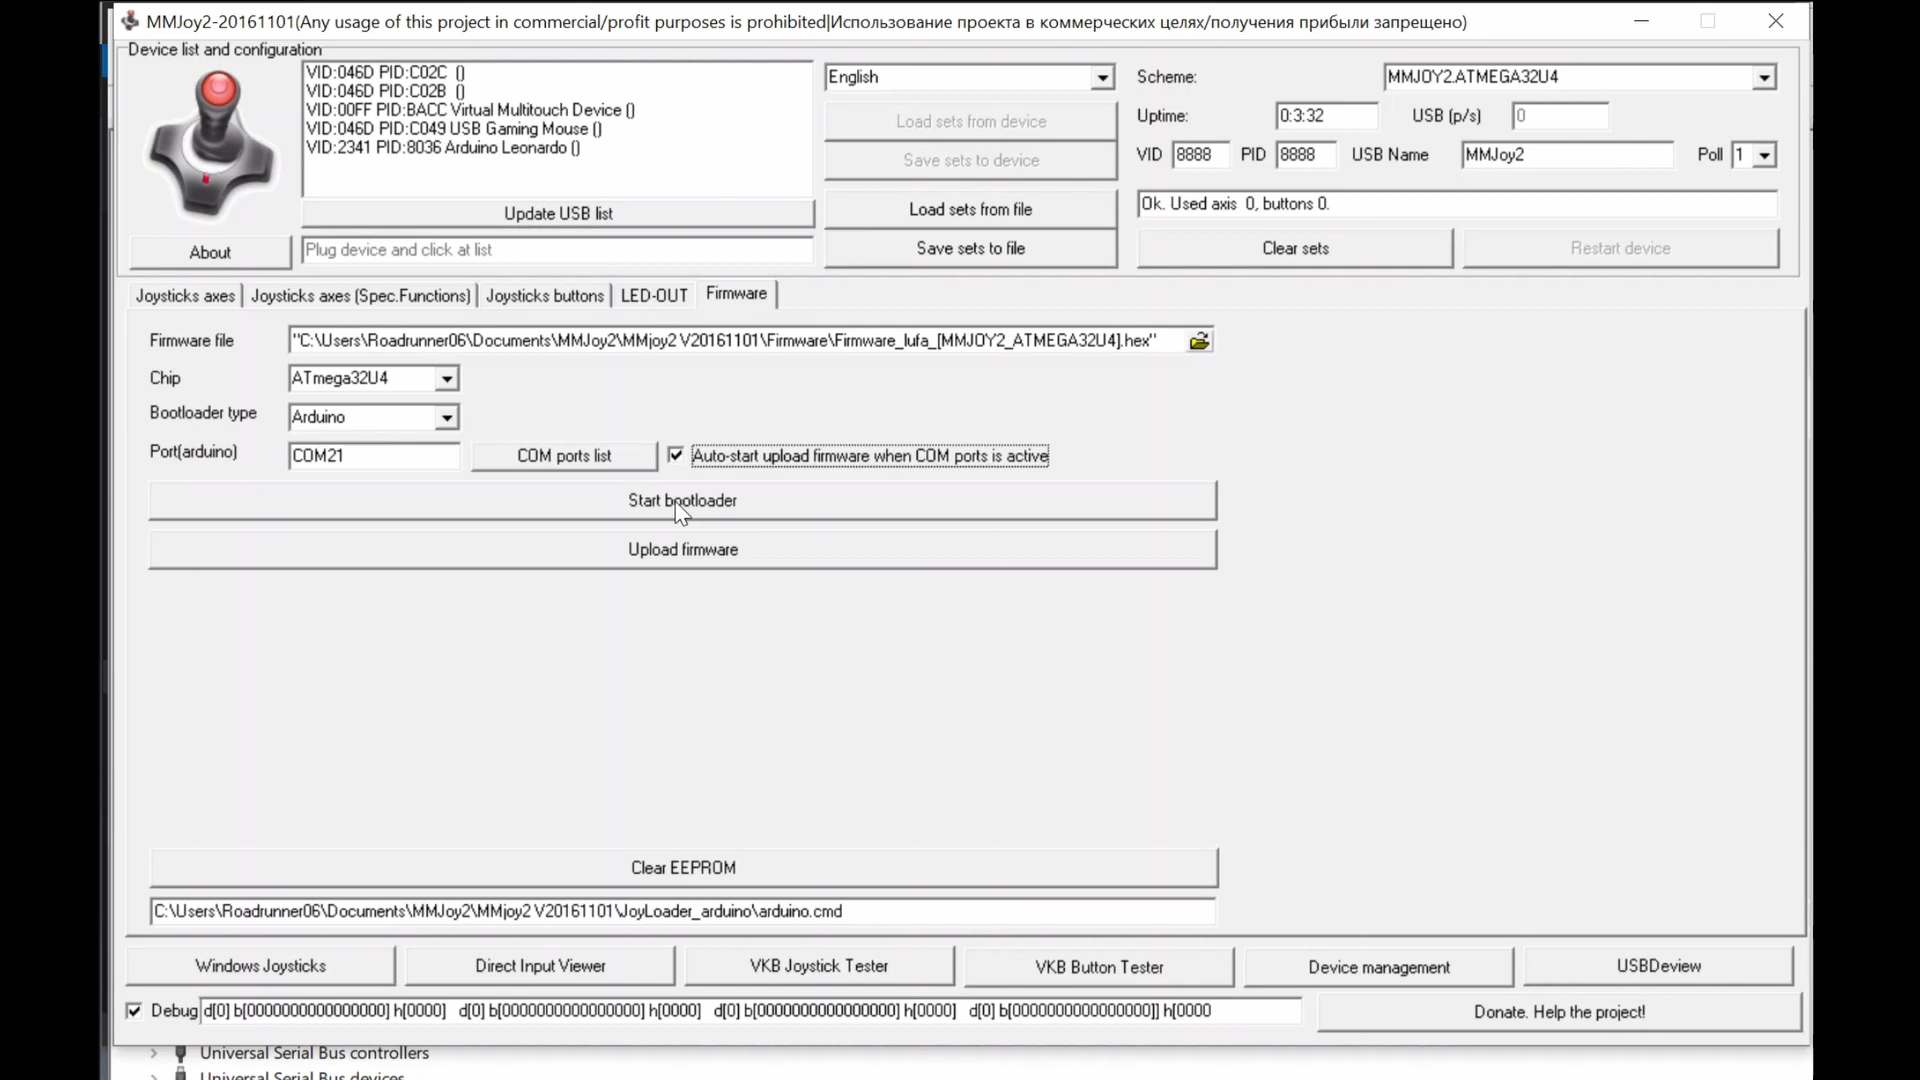 MMJoy2-20161101(Any usage of this project in commercial/profit purposes is prohibited|Использование проекта в коммерческих целях/получения прибыли запрещено)
Device list and configuration
VID:046D PID:C02C ()
VID:046D PID:C02B ()
VID:00FF PID:BACC Virtual Multitouch Device ()
VID:046D PID:C049 USB Gaming Mouse ()
VID:2341 PID:8036 Arduino Leonardo ()
Update USB list
About
Plug device and click at list
English
Load sets from device
Save sets to device
Load sets from file
Save sets to file
Scheme: MMJOY2.ATMEGA32U4
Uptime: 0:3:32 USB (p/s) 0
VID 8888 PID 8888 USB Name MMJoy2 Poll 1
Ok. Used axis 0, buttons 0.
Clear sets Restart device
Joysticks axes Joysticks axes (Spec.Functions) Joysticks buttons LED-OUT Firmware
Firmware file "C:\Users\Roadrunner06\Documents\MMJoy2\MMjoy2 V20161101\Firmware\Firmware_lufa_[MMJOY2_ATMEGA32U4].hex"
Chip ATmega32U4
Bootloader type Arduino
Port(arduino) COM21 COM ports list Auto-start upload firmware when COM ports is active
Start bootloader
Upload firmware
Clear EEPROM
C:\Users\Roadrunner06\Documents\MMJoy2\MMjoy2 V20161101\JoyLoader_arduino\arduino.cmd
Windows Joysticks Direct Input Viewer VKB Joystick Tester VKB Button Tester Device management USBDeview
Debug d[0] b[0000000000000000] h[0000] d[0] b[0000000000000000] h[0000] d[0] b[0000000000000000] h[0000] d[0] b[0000000000000000]] h[0000
Donate. Help the project!
Universal Serial Bus controllers
Universal Serial Bus devices